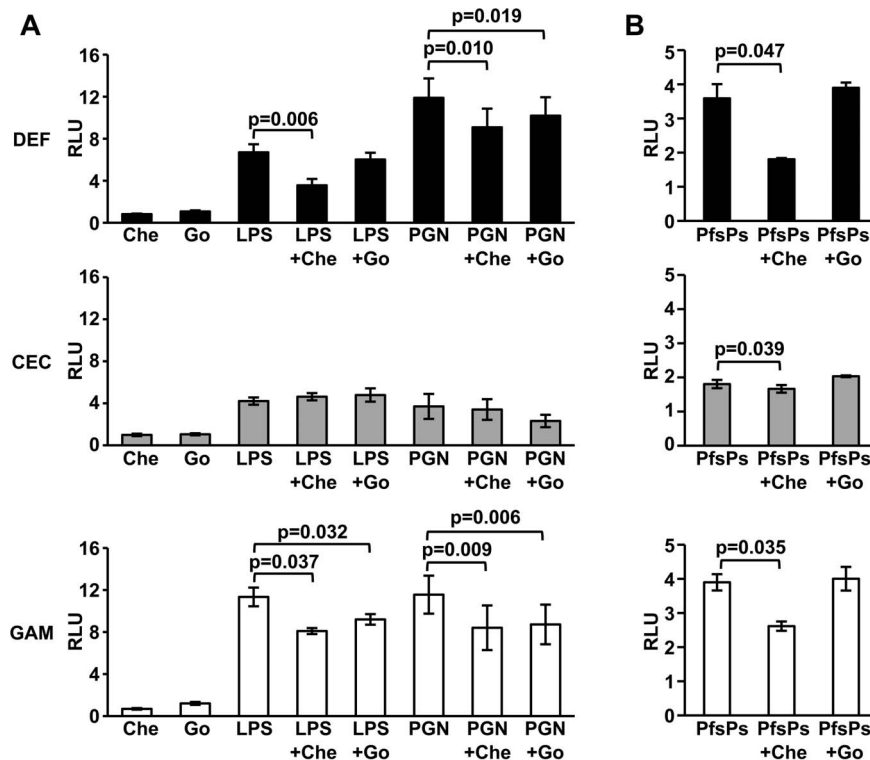 A
DEF
RLU
16
12
8
4
0
p=0.006
p=0.010
p=0.019
Che Go LPS LPS PGN PGN PGN
+Che +Go +Che +Go
LPS
B
RLU
5
4
3
2
1
0
p=0.047
PfsPs PfsPs PfsPs
+Che +Go
CEC
RLU
16
12
8
4
0
Che Go LPS LPS LPS PGN PGN PGN
+Che +Go +Che +Go
RLU
5
4
3
2
1
0
p=0.039
PfsPs PfsPs PfsPs
+Che +Go
GAM
RLU
16
12
8
4
0
p=0.032
p=0.037
p=0.006
p=0.009
Che Go LPS LPS LPS PGN PGN PGN
+Che +Go +Che +Go
RLU
5
4
3
2
1
0
p=0.035
PfsPs PfsPs PfsPs
+Che +Go